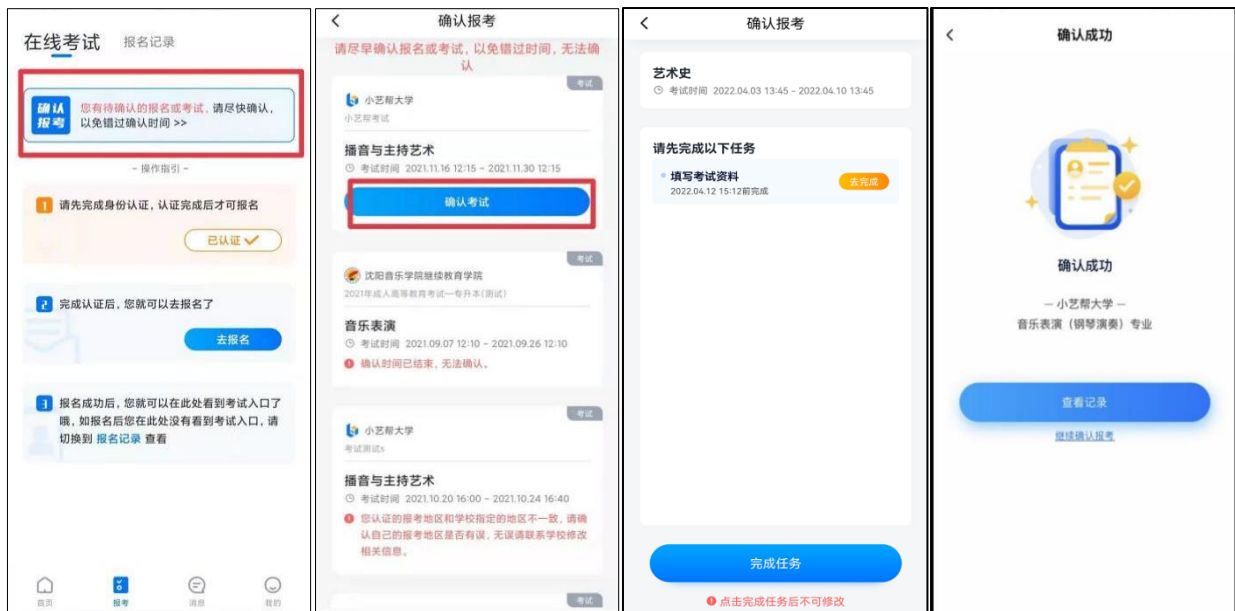 在线考试 报名记录
确认
报考
您有待确认的报名或考试，请尽快确认，
以免错过确认时间 >>
- 操作指引 -
1 请先完成身份认证，认证完成后才可报名
已认证
2 完成认证后，您就可以去报名了
去报名
3 报名成功后，您就可以在此处看到考试入口了
哦，如报名后您在此处没有看到考试入口，请
切换到 报名记录 查看
首页 报考 消息 我的
确认报考
请尽早确认报名或考试，以免错过时间，无法确
认
考试
小艺帮大学
小艺帮考试
播音与主持艺术
考试时间 2021.11.16 12:15 - 2021.11.30 12:15
确认考试
考试
沈阳音乐学院继续教育学院
2021年成人高等教育考试—专升本(测试)
音乐表演
考试时间 2021.09.07 12:10 - 2021.09.26 12:10
确认时间已结束，无法确认。
考试
小艺帮大学
考试测试s
播音与主持艺术
考试时间 2021.10.20 16:00 - 2021.10.24 16:40
您认证的报考地区和学校指定的地区不一致，请确
认自己的报考地区是否有误，无误请联系学校修改
相关信息。
考试
确认报考
艺术史
考试时间 2022.04.03 13:45 - 2022.04.10 13:45
请先完成以下任务
填写考试资料
去完成
2022.04.12 15:12前完成
完成任务
点击完成任务后不可修改
确认成功
确认成功
— 小艺帮大学 —
音乐表演（钢琴演奏）专业
查看记录
继续确认报考